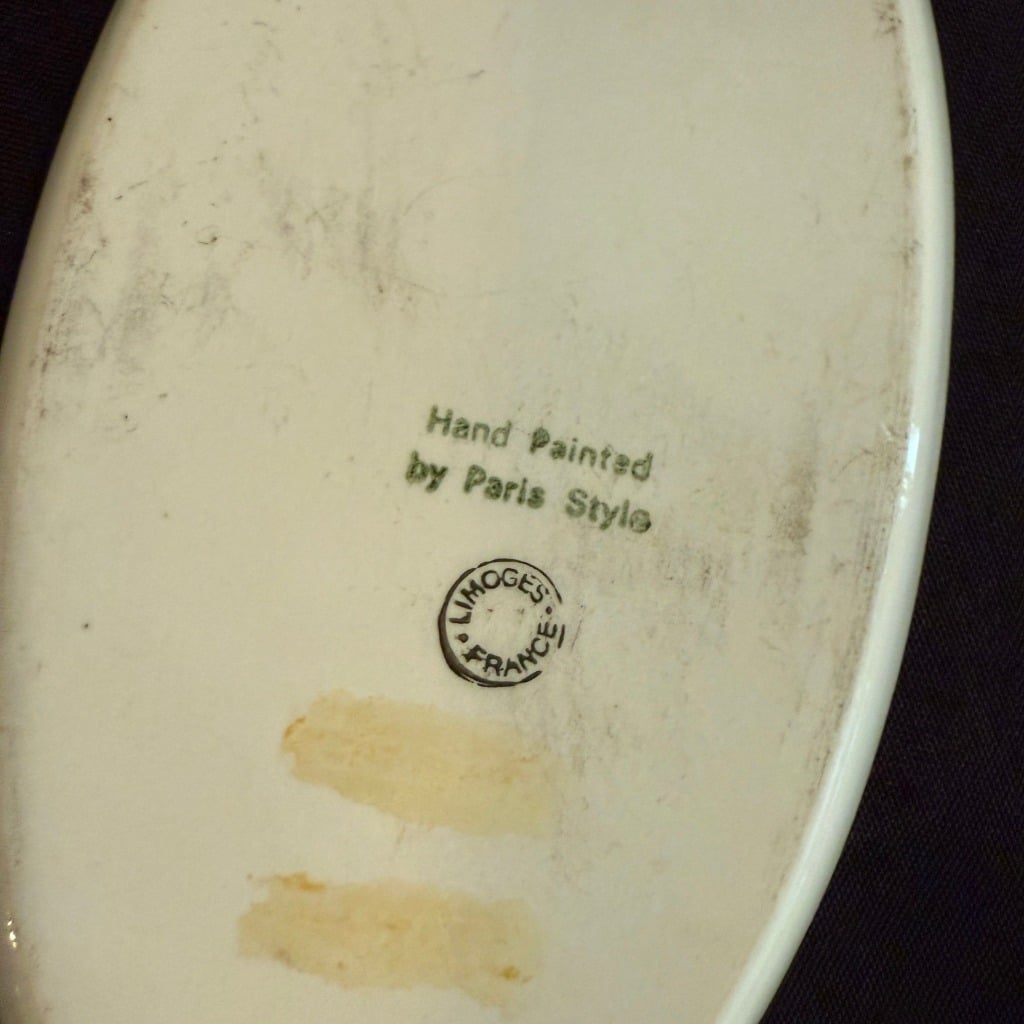 Hand Painted
by Paris Style
LIMOGES
FRANCE